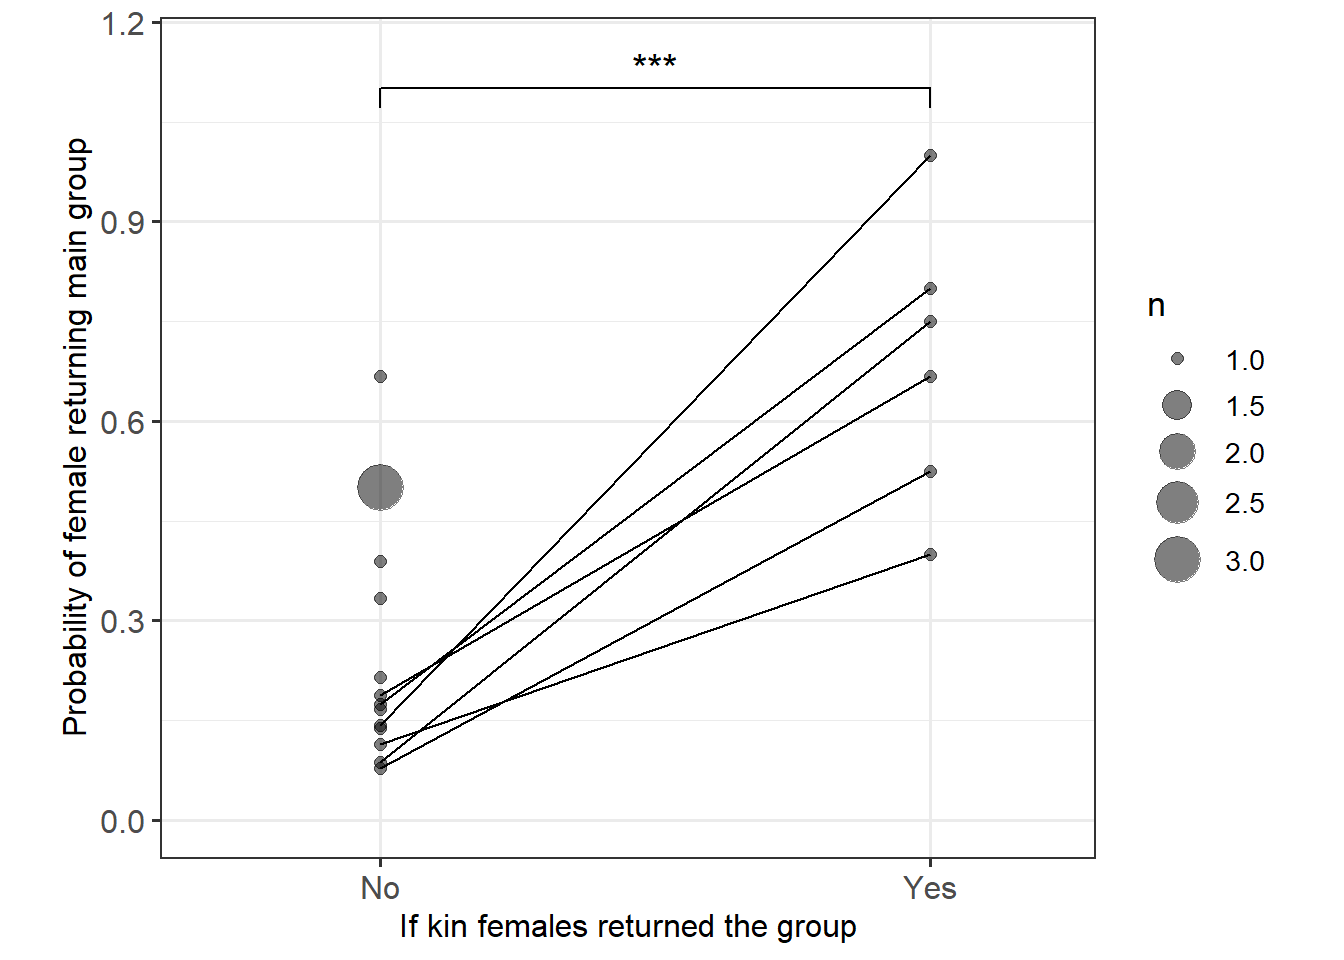 1.2
***
0.9
0.6
0.3
0.0
Probability of female returning main group
No
Yes
If kin females returned the group
n
1.0
1.5
2.0
2.5
3.0